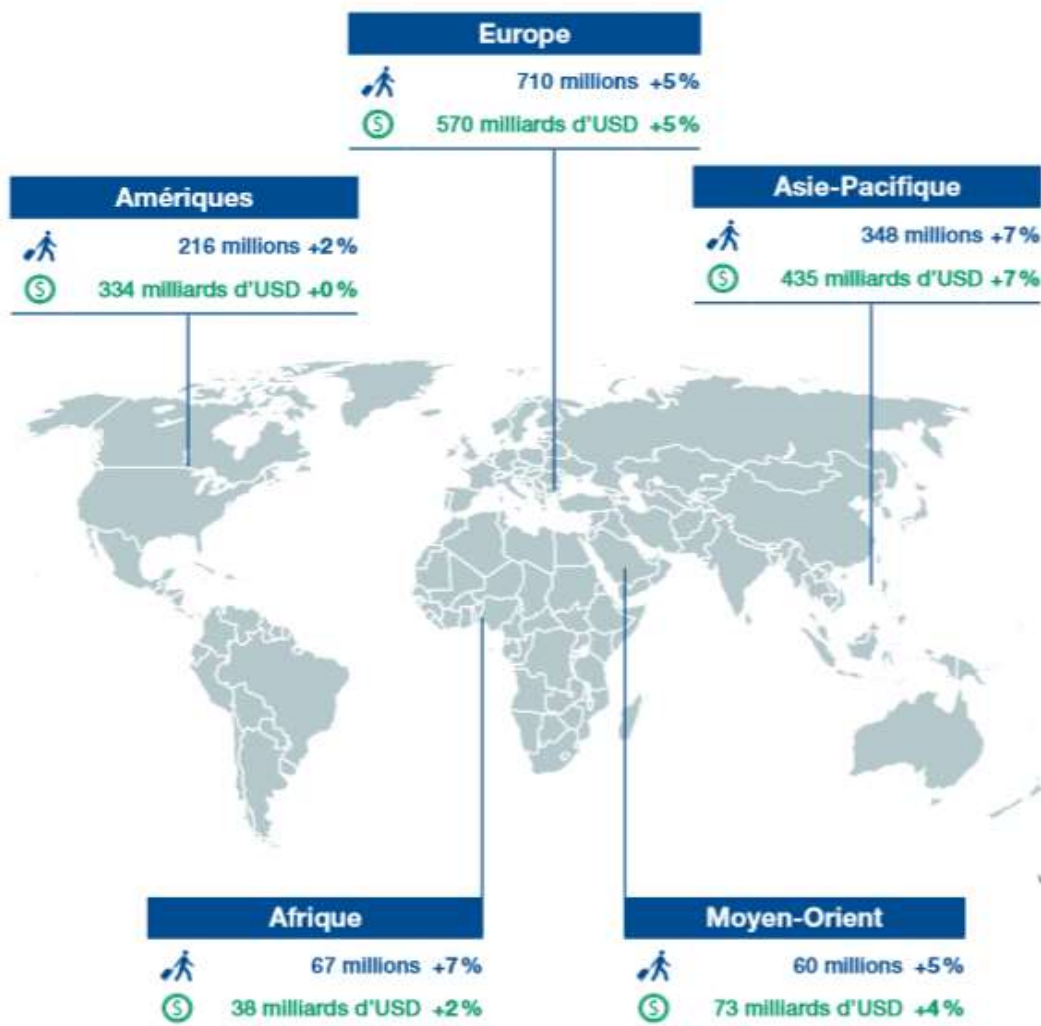 Europe
710 millions +5%
570 milliards d'USD +5%
Amériques
216 millions +2%
334 milliards d'USD +0%
Asie-Pacifique
348 millions +7%
435 milliards d'USD +7%
Afrique
67 millions +7%
38 milliards d'USD +2%
Moyen-Orient
60 millions +5%
73 milliards d'USD +4%